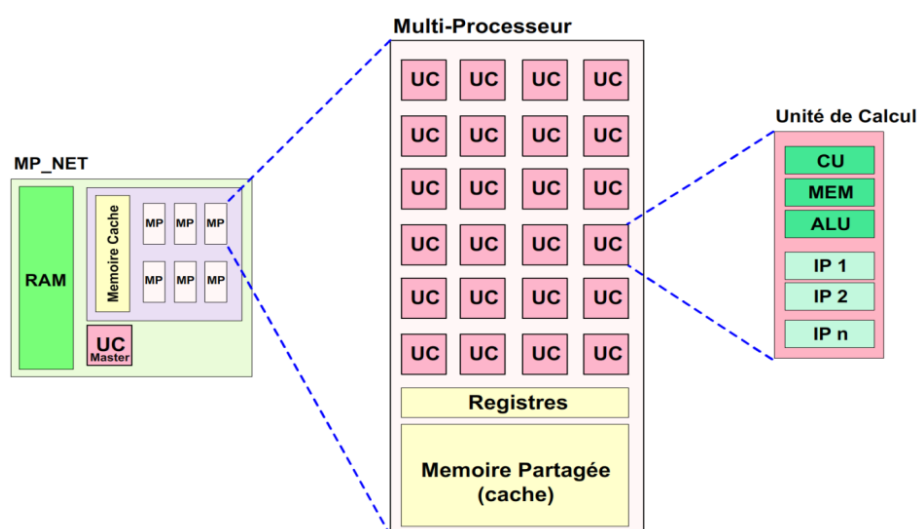 Multi-Processeur
UC UC UC UC
UC UC UC UC
UC UC UC UC
UC UC UC UC
UC UC UC UC
UC UC UC UC
Registres
Memoire Partagée
(cache)
MP_NET
RAM
Memoire Cache
MP MP MP
MP MP MP
UC
Master
Unité de Calcul
CU
MEM
ALU
IP 1
IP 2
IP n